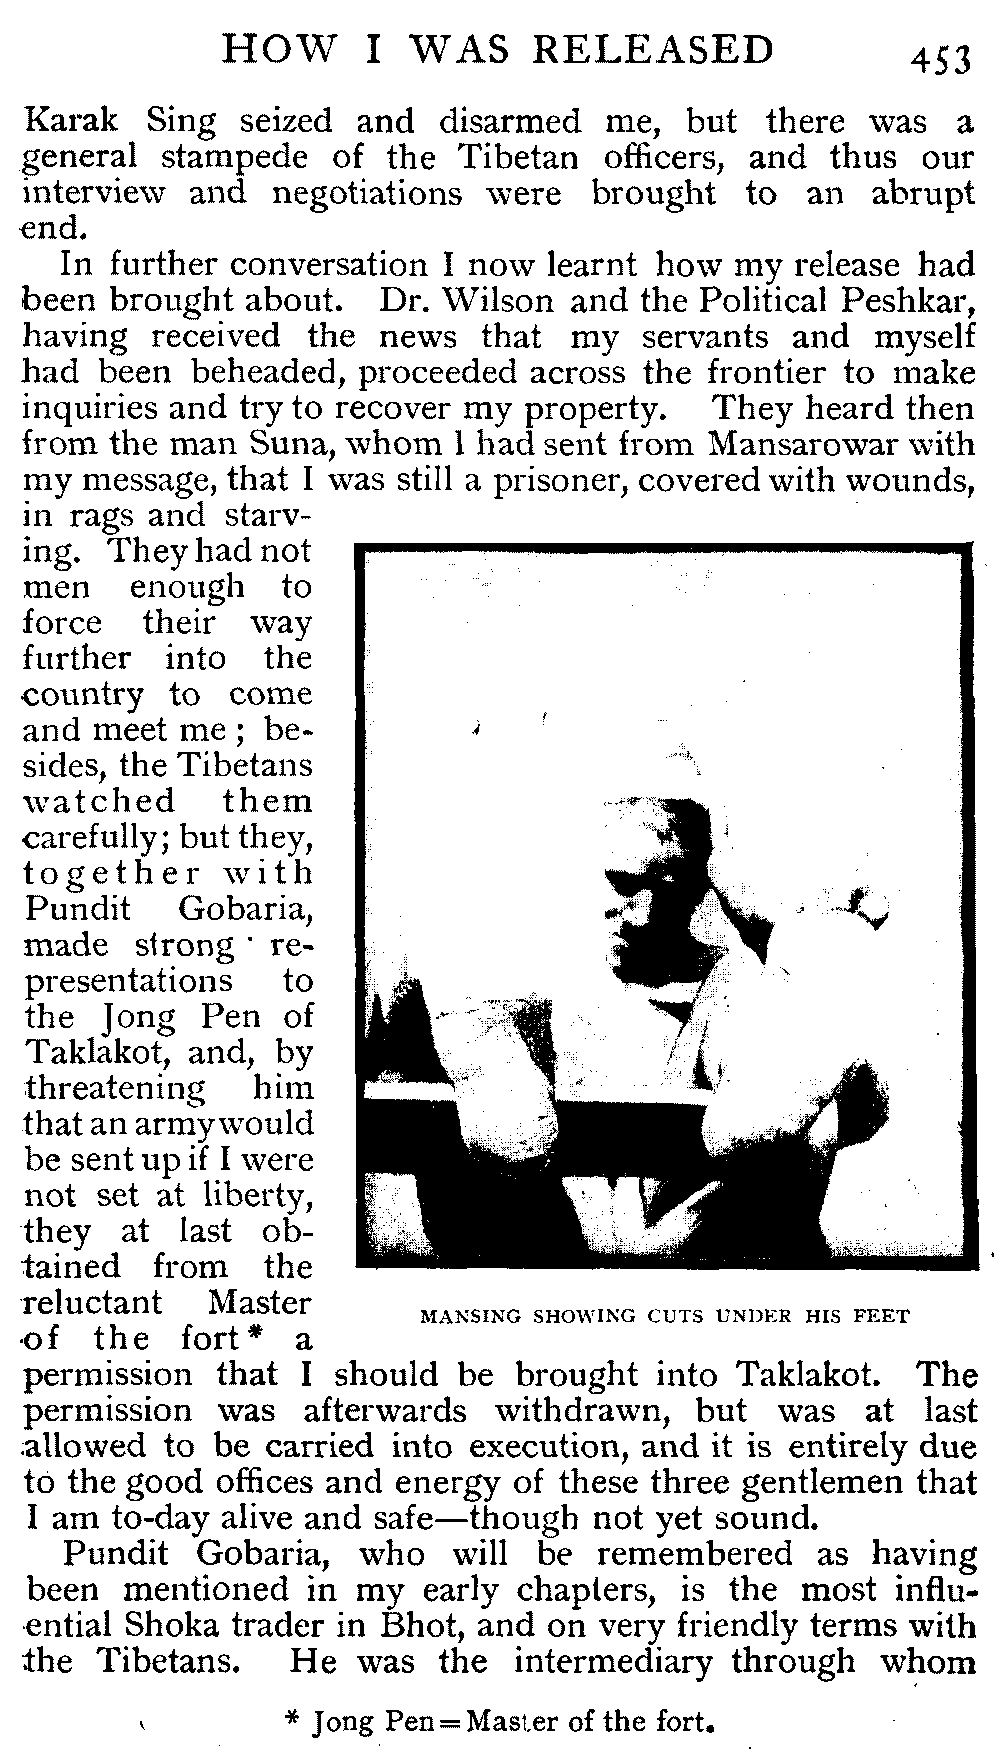 HOW I WAS RELEASED 453
Karak Sing seized and disarmed me, but there was a
general stampede of the Tibetan officers, and thus our
interview and negotiations were brought to an abrupt
end.
In further conversation I now learnt how my release had
been brought about. Dr. Wilson and the Political Peshkar,
having received the news that my servants and myself
had been beheaded, proceeded across the frontier to make
inquiries and try to recover my property. They heard then
from the man Suna, whom I had sent from Mansarowar with
my message, that I was still a prisoner, covered with wounds,
in rags and starv-
ing. They had not
men enough to
force their way
further into the
country to come
and meet me ; be-
sides, the Tibetans
watched them
carefully; but they,
together with
Pundit Gobaria,
made strong re-
presentations to
the Jong Pen of
Taklakot, and, by
threatening him
that an army would
be sent up if I were
not set at liberty,
they at last ob-
tained from the
reluctant Master
of the fort* a
MANSING SHOWING CUTS UNDER HIS FEET
permission that I should be brought into Taklakot. The
permission was afterwards withdrawn, but was at last
allowed to be carried into execution, and it is entirely due
to the good offices and energy of these three gentlemen that
I am to-day alive and safe—though not yet sound.
Pundit Gobaria, who will be remembered as having
been mentioned in my early chapters, is the most influ-
ential Shoka trader in Bhot, and on very friendly terms with
the Tibetans. He was the intermediary through whom
* Jong Pen=Master of the fort.